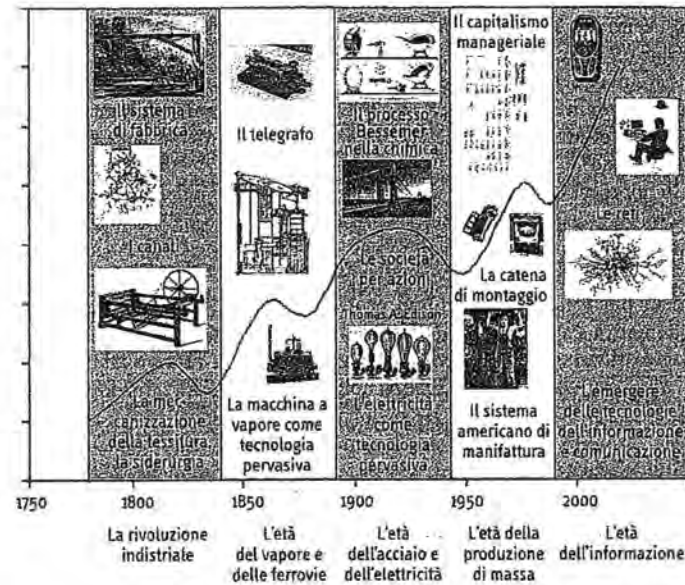 Il sistema
di fabbrica
I canali
La mec-
canizzazione
della tessitura,
la siderurgia
Il telegrafo
La macchina a
vapore come
tecnologia
pervasiva
Il processo
Bessemer
nella chimica
Le società
per azioni
Thomas A. Edison
L'elettricità
come
tecnologia
pervasiva
Il capitalismo
manageriale
La catena
di montaggio
Il sistema
americano di
manifattura
Le reti
L'emergere
delle tecnologie
dell'informazione
e comunicazione
1750
1800
1850
1900
1950
2000
La rivoluzione
indistriale
L'età
del vapore e
delle ferrovie
L'età
dell'acciaio e
dell'elettricità
L'età della
produzione
di massa
L'età
dell'informazione